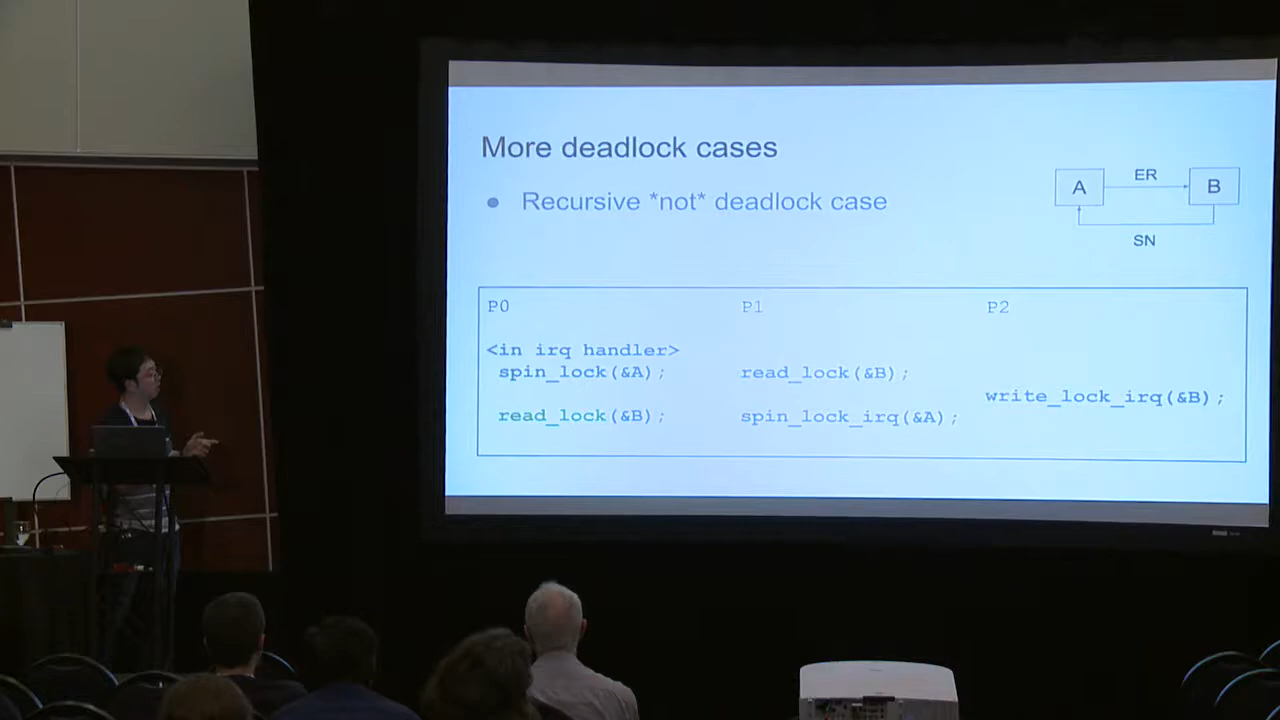 More deadlock cases
• Recursive *not* deadlock case
A ER B
SN
P0 P1 P2
<in irq handler>
spin_lock(&A); read_lock(&B);
write_lock_irq(&B);
read_lock(&B); spin_lock_irq(&A);